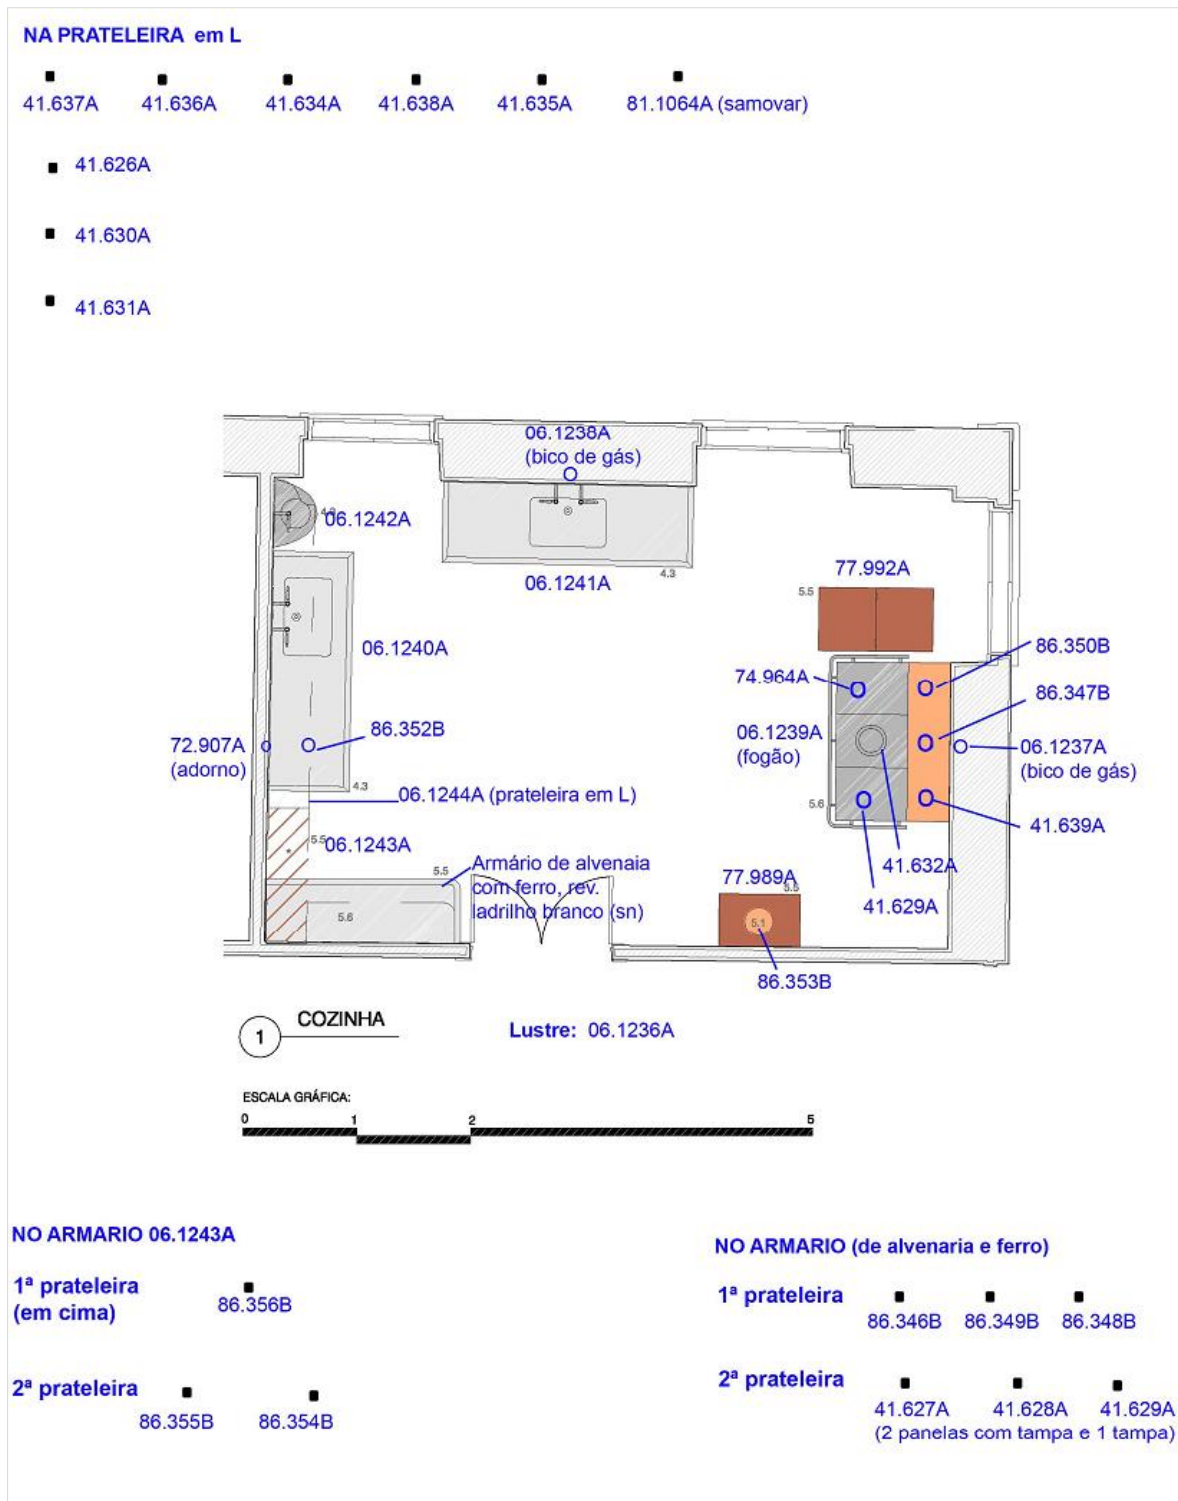 NA PRATELEIRA em L
41.637A 41.636A 41.634A 41.638A 41.635A 81.1064A (samovar)
41.626A
41.630A
41.631A
06.1238A
(bico de gás)
06.1242A
4.3
06.1241A
4.3
77.992A
5.5
06.1240A
86.350B
74.964A
86.347B
72.907A
(adorno)
86.352B
06.1239A
(fogão)
06.1237A
(bico de gás)
4.3
06.1244A (prateleira em L)
5.6
41.639A
5.5
06.1243A
Armário de alvenaia
com ferro, rev.
ladrilho branco (sn)
5.5
5.6
41.632A
77.989A
5.5
41.629A
5.1
86.353B
1 COZINHA
Lustre: 06.1236A
ESCALA GRÁFICA:
0 1 2 5
NO ARMARIO 06.1243A
1ª prateleira
(em cima)
86.356B
2ª prateleira
86.355B 86.354B
NO ARMARIO (de alvenaria e ferro)
1ª prateleira
86.346B 86.349B 86.348B
2ª prateleira
41.627A 41.628A 41.629A
(2 panelas com tampa e 1 tampa)